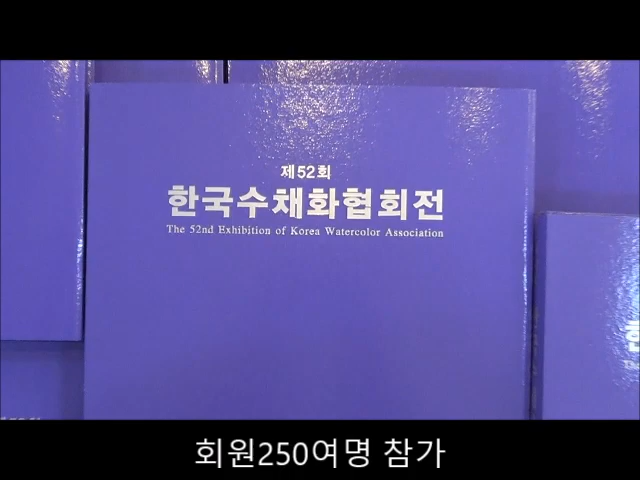 제52회
한국수채화협회전
The 52nd Exhibition of Korea Watercolor Association
회원250여명 참가